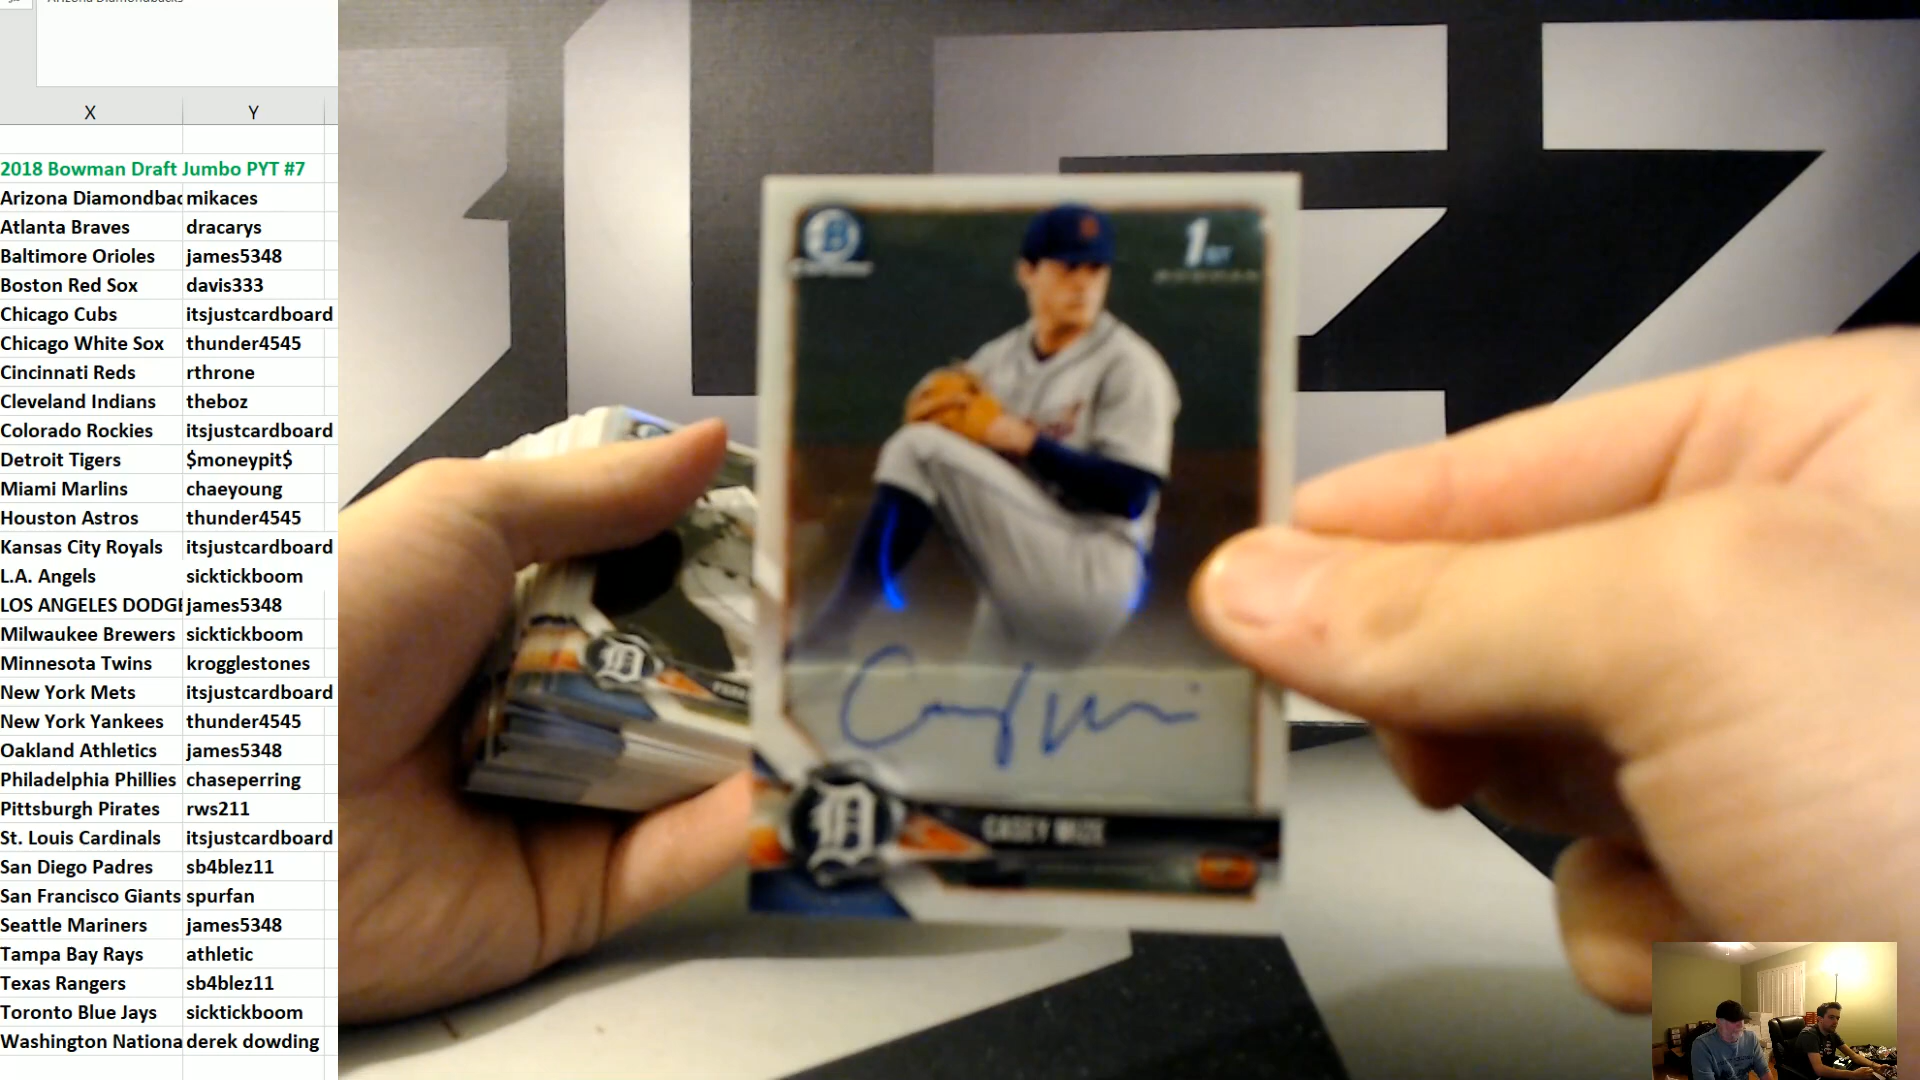 X Y
2018 Bowman Draft Jumbo PYT #7
Arizona Diamondbac mikaces
Atlanta Braves dracarys
Baltimore Orioles james5348
Boston Red Sox davis333
Chicago Cubs itsjustcardboard
Chicago White Sox thunder4545
Cincinnati Reds rthrone
Cleveland Indians theboz
Colorado Rockies itsjustcardboard
Detroit Tigers $moneypit$
Miami Marlins chaeyoung
Houston Astros thunder4545
Kansas City Royals itsjustcardboard
L.A. Angels sicktickboom
LOS ANGELES DODGE james5348
Milwaukee Brewers sicktickboom
Minnesota Twins krogglestones
New York Mets itsjustcardboard
New York Yankees thunder4545
Oakland Athletics james5348
Philadelphia Phillies chaseperring
Pittsburgh Pirates rws211
St. Louis Cardinals itsjustcardboard
San Diego Padres sb4blez11
San Francisco Giants spurfan
Seattle Mariners james5348
Tampa Bay Rays athletic
Texas Rangers sb4blez11
Toronto Blue Jays sicktickboom
Washington Nationa derek dowding
B
1st
BOWMAN
D
CASEY MIZE
D